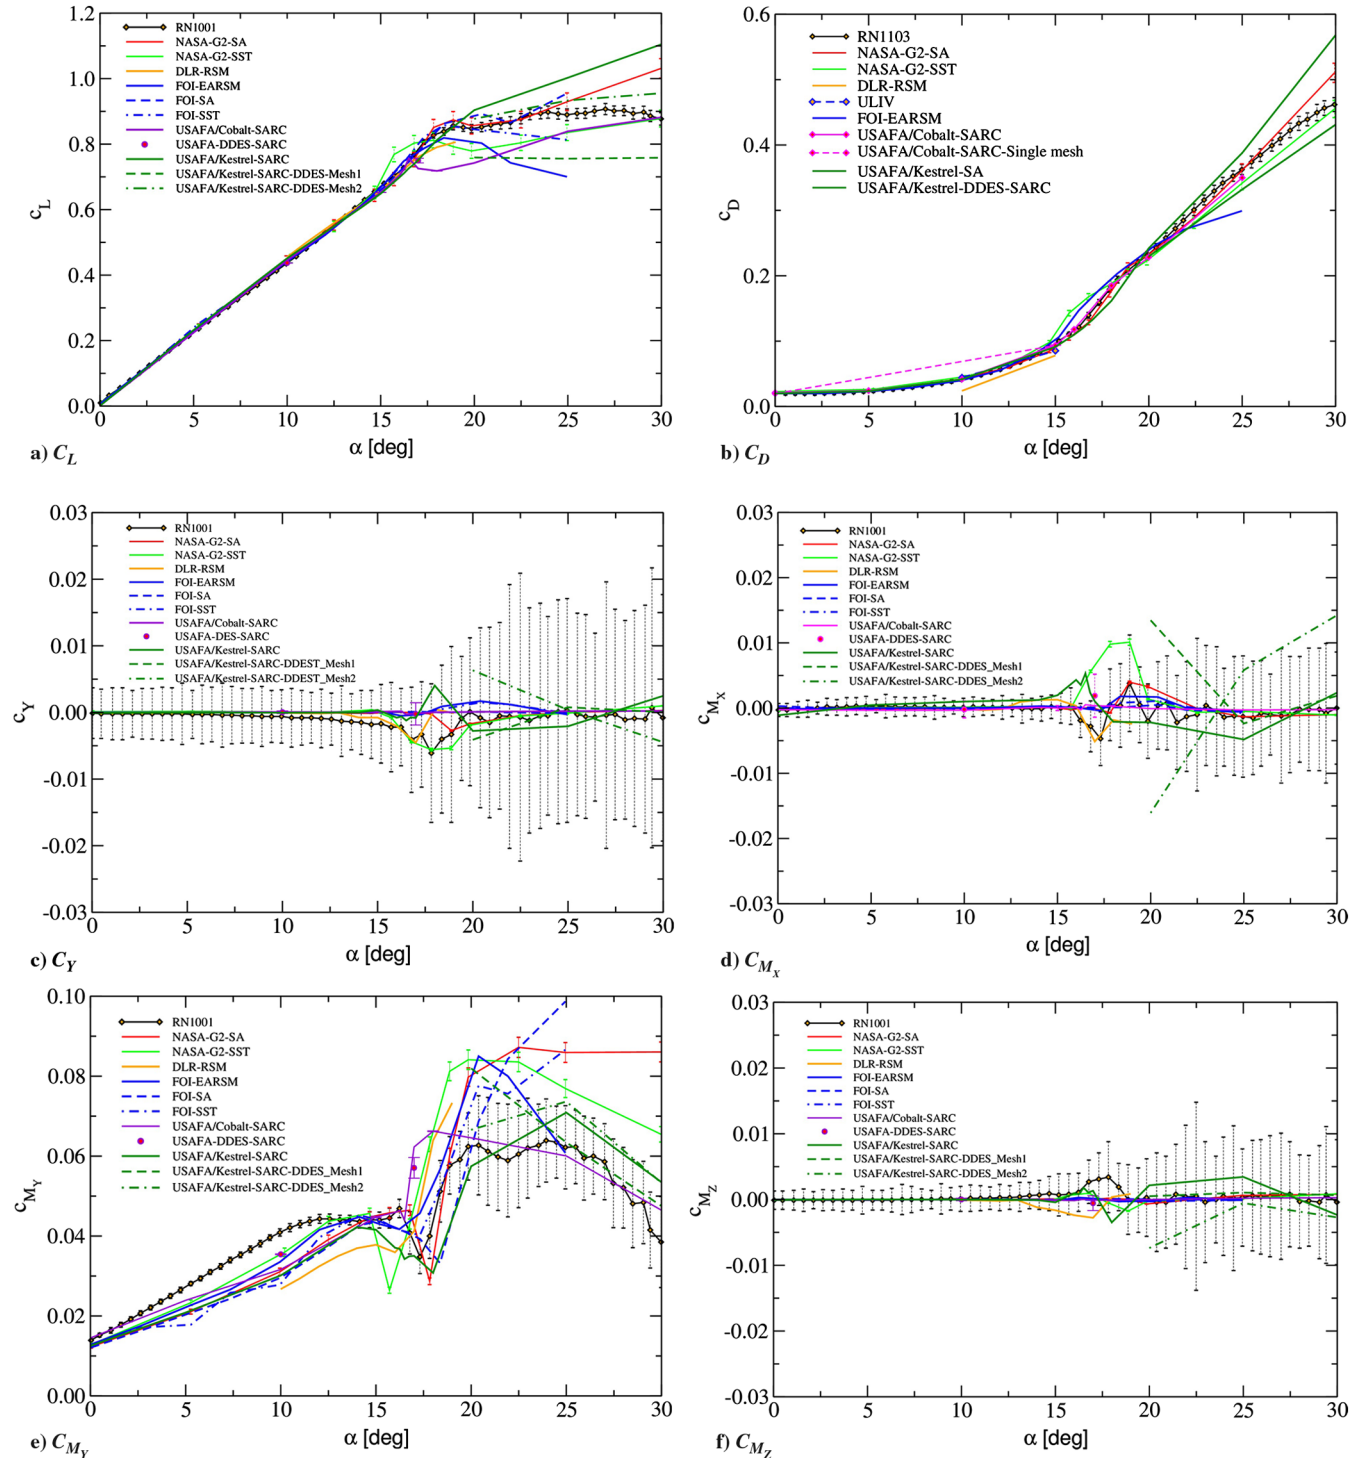 1.2
1.0
0.8
0.6
0.4
0.2
0.0
c_L
RN1001
NASA-G2-SA
NASA-G2-SST
DLR-RSM
FOI-EARSM
FOI-SA
FOI-SST
USAFA/Cobalt-SARC
USAFA-DDES-SARC
USAFA/Kestrel-SARC
USAFA/Kestrel-SARC-DDES-Mesh1
USAFA/Kestrel-SARC-DDES-Mesh2
0 5 10 15 20 25 30
α [deg]
a) C_L
0.6
0.4
0.2
0.0
c_D
RN1103
NASA-G2-SA
NASA-G2-SST
DLR-RSM
ULIV
FOI-EARSM
USAFA/Cobalt-SARC
USAFA/Cobalt-SARC-Single mesh
USAFA/Kestrel-SA
USAFA/Kestrel-DDES-SARC
0 5 10 15 20 25 30
α [deg]
b) C_D
0.03
0.02
0.01
0.00
-0.01
-0.02
-0.03
c_Y
RN1001
NASA-G2-SA
NASA-G2-SST
DLR-RSM
FOI-EARSM
FOI-SA
FOI-SST
USAFA/Cobalt-SARC
USAFA-DES-SARC
USAFA/Kestrel-SARC
USAFA/Kestrel-SARC-DDEST_Mesh1
USAFA/Kestrel-SARC-DDEST_Mesh2
0 5 10 15 20 25 30
α [deg]
c) C_Y
0.03
0.02
0.01
0.00
-0.01
-0.02
-0.03
c_M_X
RN1001
NASA-G2-SA
NASA-G2-SST
DLR-RSM
FOI-EARSM
FOI-SA
FOI-SST
USAFA/Cobalt-SARC
USAFA-DDES-SARC
USAFA/Kestrel-SARC
USAFA/Kestrel-SARC-DDES_Mesh1
USAFA/Kestrel-SARC-DDES_Mesh2
0 5 10 15 20 25 30
α [deg]
d) C_M_X
0.10
0.08
0.06
0.04
0.02
0.00
c_M_Y
RN1001
NASA-G2-SA
NASA-G2-SST
DLR-RSM
FOI-EARSM
FOI-SA
FOI-SST
USAFA/Cobalt-SARC
USAFA-DDES-SARC
USAFA/Kestrel-SARC
USAFA/Kestrel-SARC-DDES_Mesh1
USAFA/Kestrel-SARC-DDES_Mesh2
0 5 10 15 20 25 30
α [deg]
e) C_M_Y
0.03
0.02
0.01
0.00
-0.01
-0.02
-0.03
c_M_Z
RN1001
NASA-G2-SA
NASA-G2-SST
DLR-RSM
FOI-EARSM
FOI-SA
FOI-SST
USAFA/Cobalt-SARC
USAFA-DDES-SARC
USAFA/Kestrel-SARC
USAFA/Kestrel-SARC-DDES_Mesh1
USAFA/Kestrel-SARC-DDES_Mesh2
0 5 10 15 20 25 30
α [deg]
f) C_M_Z